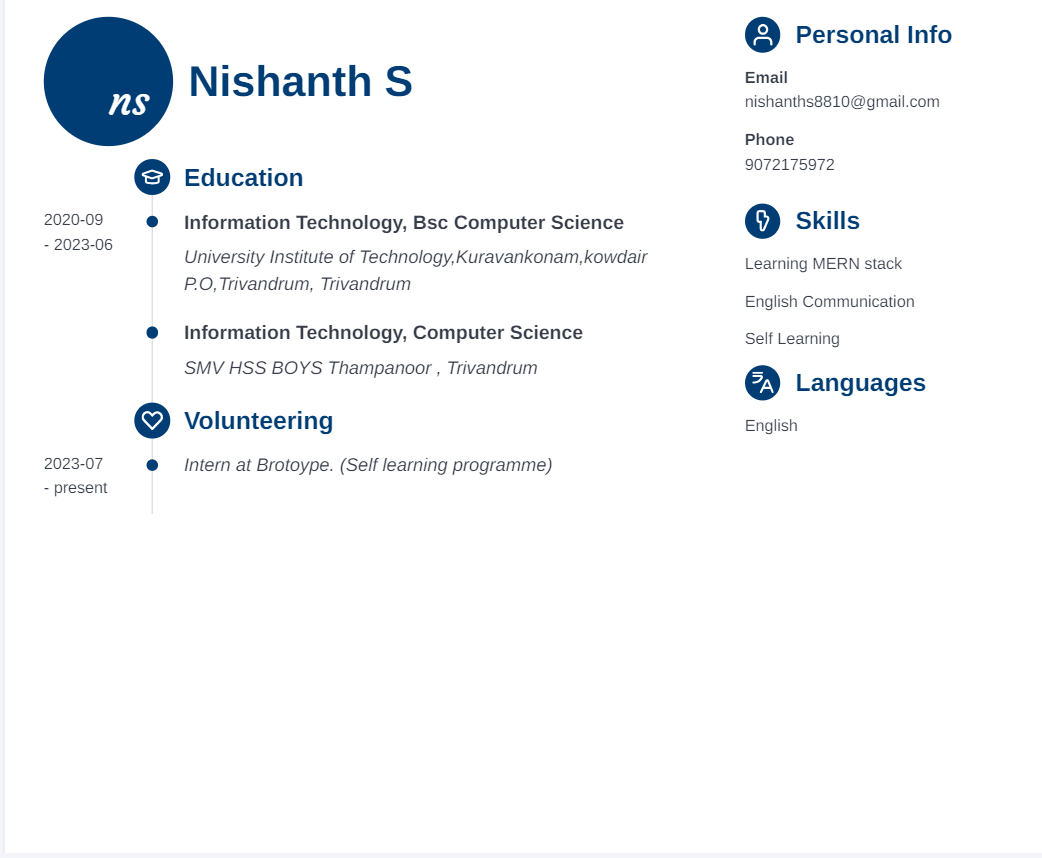 ns
Nishanth S
Education
2020-09
- 2023-06
Information Technology, Bsc Computer Science
University Institute of Technology,Kuravankonam,kowdair
P.O,Trivandrum, Trivandrum
Information Technology, Computer Science
SMV HSS BOYS Thampanoor , Trivandrum
Volunteering
2023-07
- present
Intern at Brotoype. (Self learning programme)
Personal Info
Email
nishanths8810@gmail.com
Phone
9072175972
Skills
Learning MERN stack
English Communication
Self Learning
Languages
English